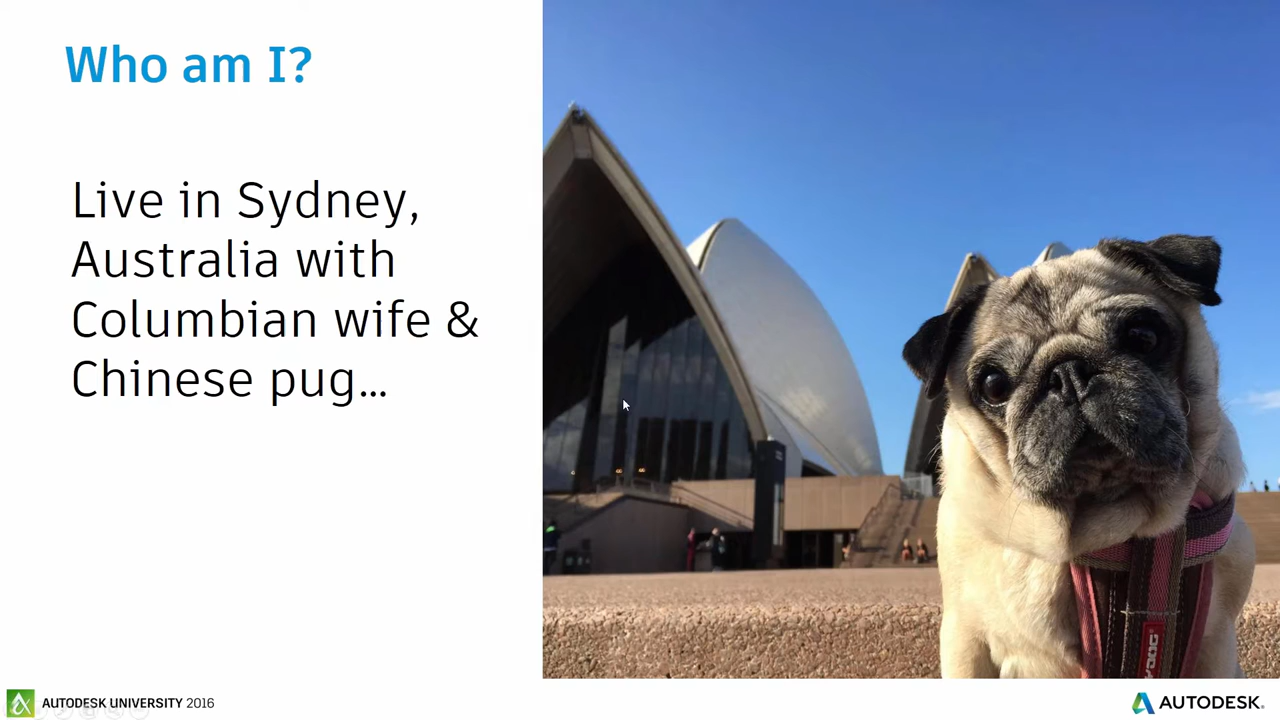 Who am I?
Live in Sydney,
Australia with
Columbian wife &
Chinese pug...
AUTODESK UNIVERSITY 2016
AUTODESK.